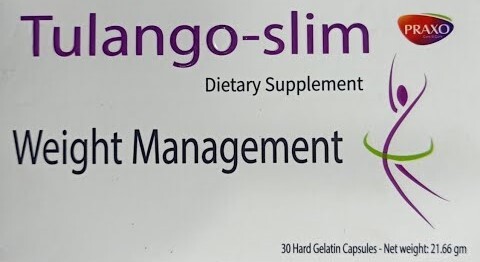 Tulango-slim
PRAXO
Dietary Supplement
Weight Management
30 Hard Gelatin Capsules - Net weight: 21.66 gm